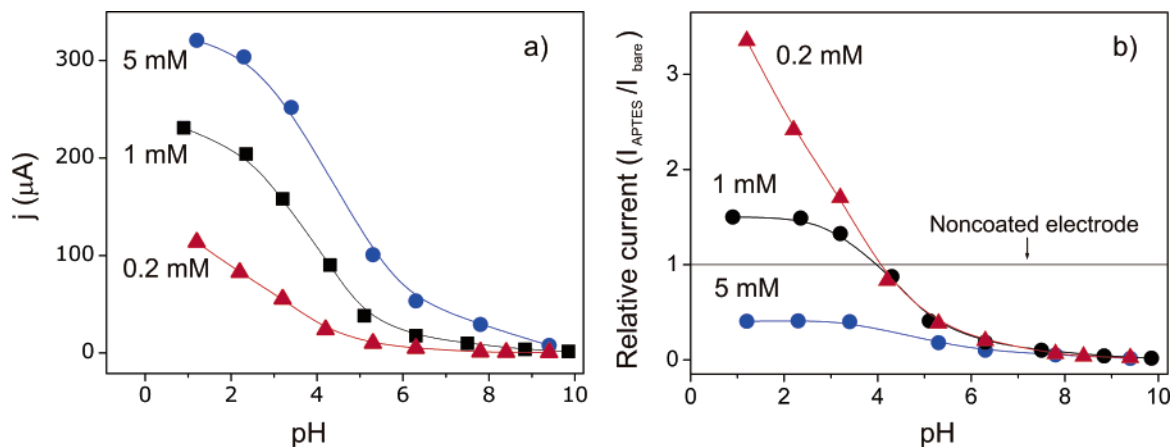 a)
5 mM
1 mM
0.2 mM
j (μA)
300
200
100
0
0 2 4 6 8 10
pH
b)
0.2 mM
1 mM
Noncoated electrode
5 mM
Relative current (I APTES /I bare)
3
2
1
0
0 2 4 6 8 10
pH